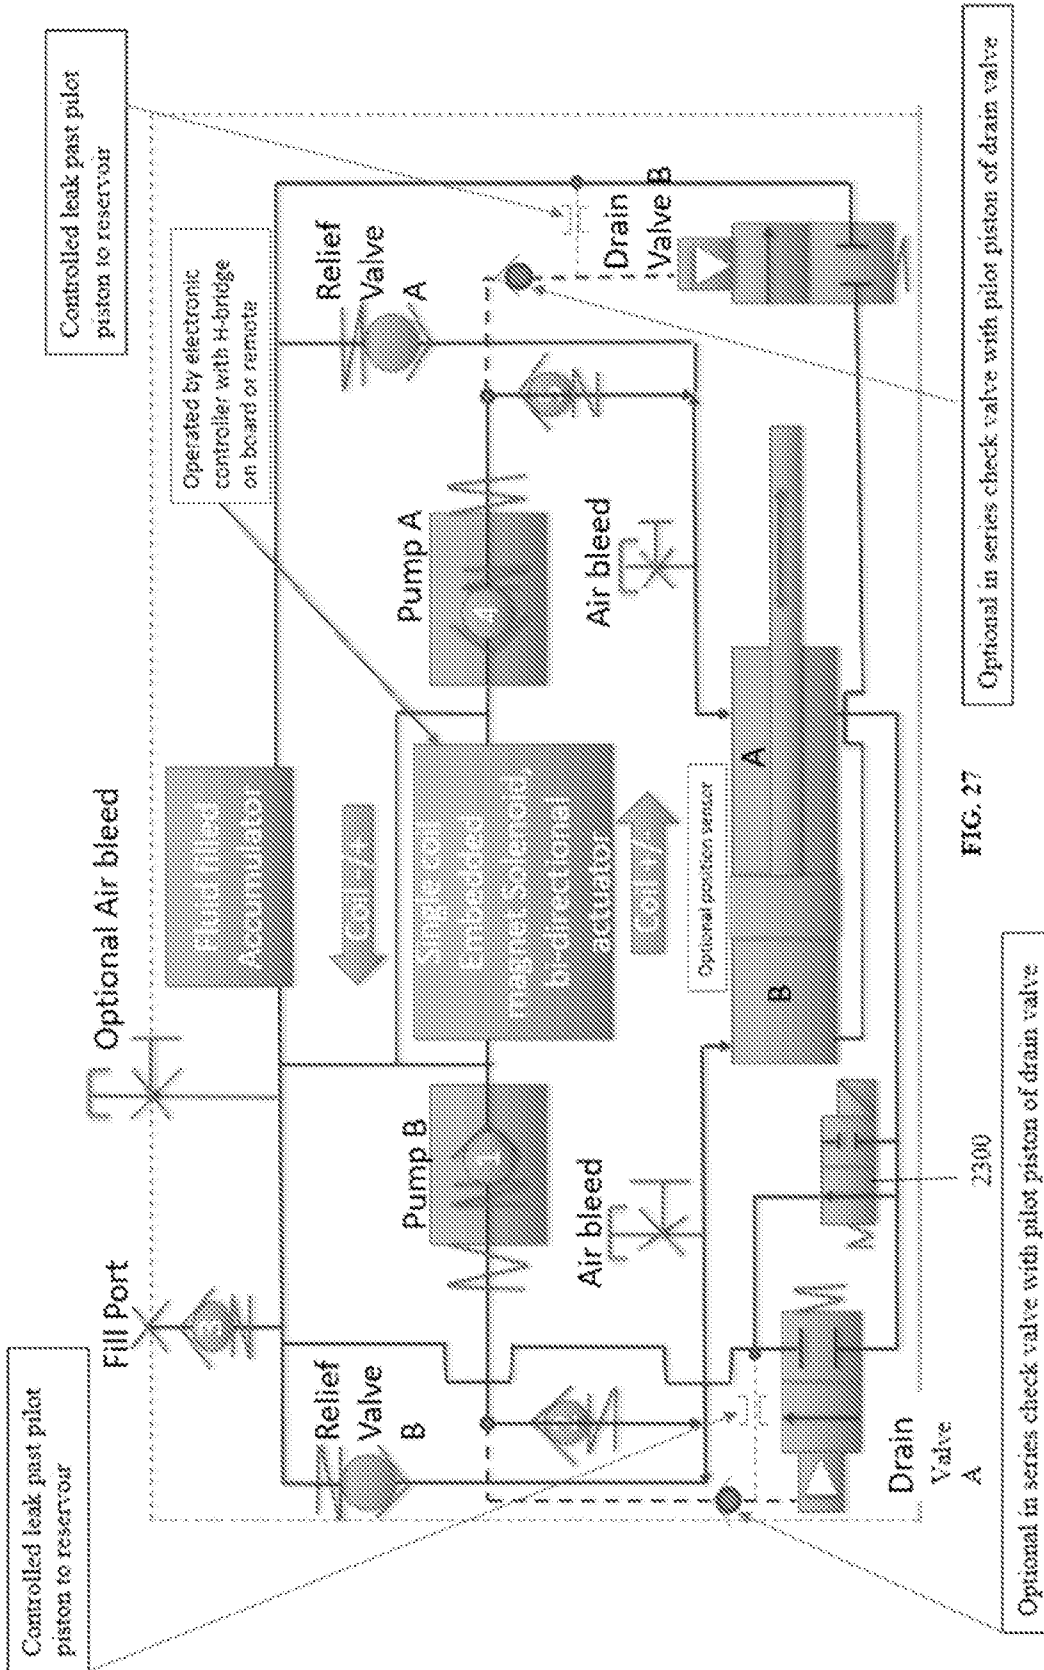 Controlled leak past pilot
piston to reservoir
Fill Port
Optional Air bleed
Fluid filled
Accumulator
Controlled leak past pilot
piston to reservoir
Operated by electronic
controller with H-bridge
on board or remote
Relief
Valve
B
Relief
Valve
A
Coil
Pump B
Single coil
Embedded
magnet Solenoid
bi-directional
actuator
Pump A
Coil
Drain
Valve B
Air bleed
Air bleed
Optional position sensor
B
A
Drain
Valve
A
2300
FIG. 27
Optional in series check valve with pilot piston of drain valve
Optional in series check valve with pilot piston of drain valve